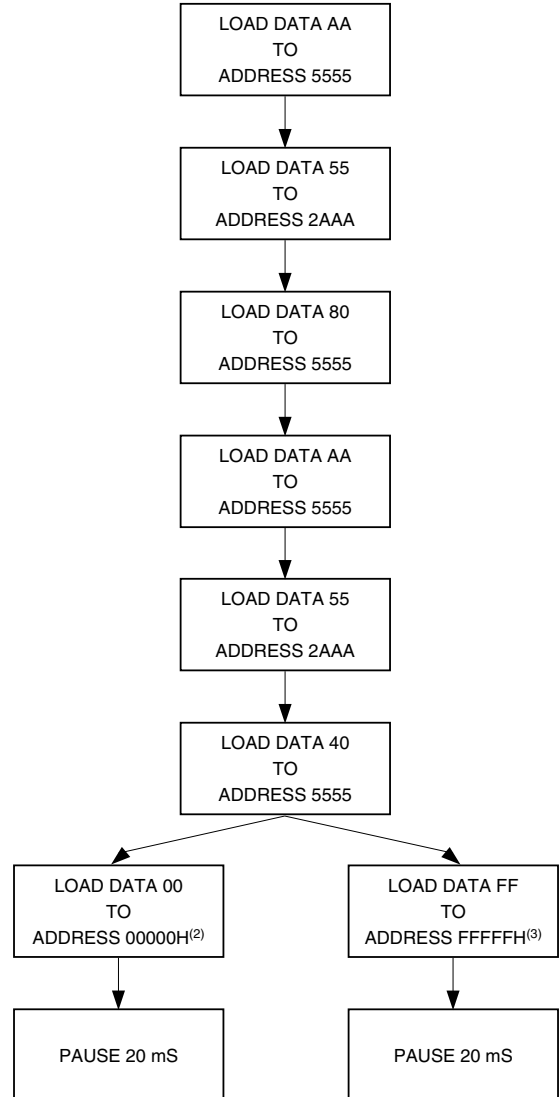 LOAD DATA AA
TO
ADDRESS 5555
LOAD DATA 55
TO
ADDRESS 2AAA
LOAD DATA 80
TO
ADDRESS 5555
LOAD DATA AA
TO
ADDRESS 5555
LOAD DATA 55
TO
ADDRESS 2AAA
LOAD DATA 40
TO
ADDRESS 5555
LOAD DATA 00
TO
ADDRESS 00000H(2)
LOAD DATA FF
TO
ADDRESS FFFFFH(3)
PAUSE 20 mS
PAUSE 20 mS